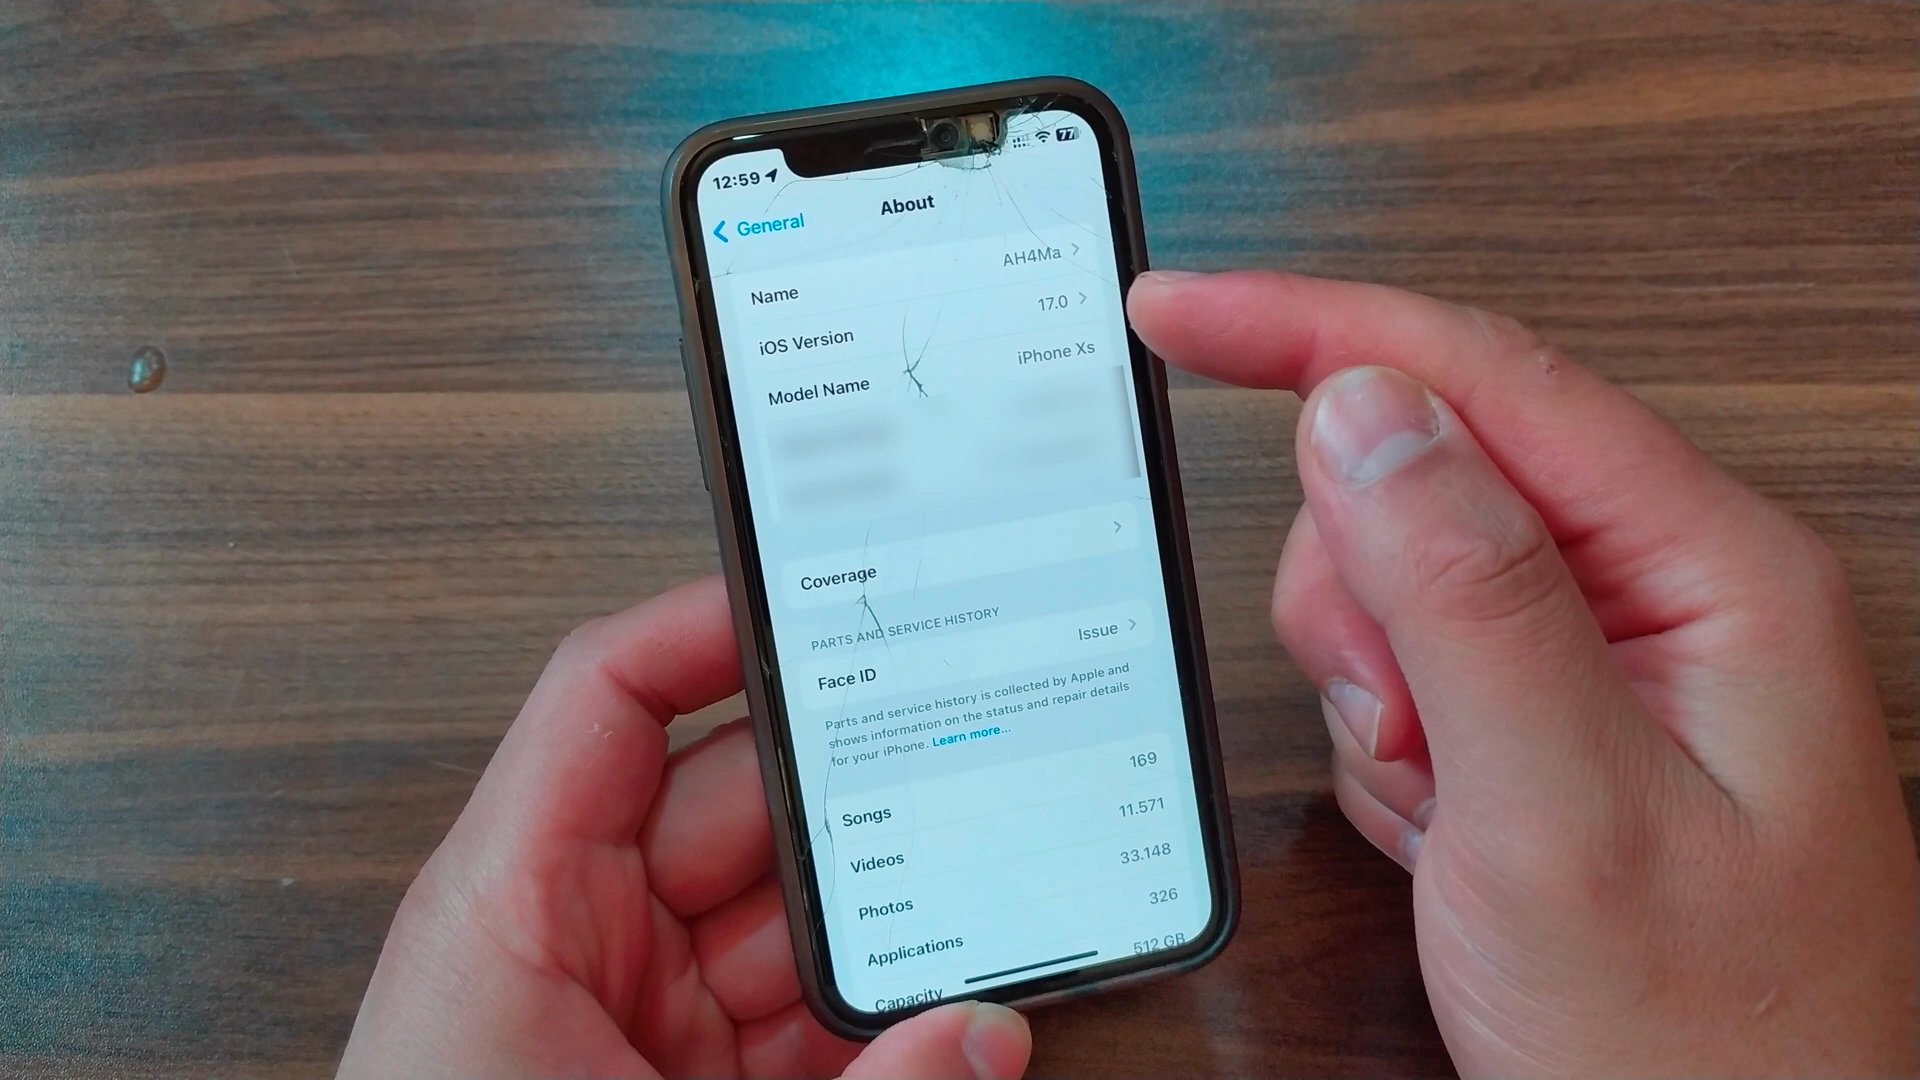 12:59
77
General
About
Name AH4Ma
iOS Version 17.0
Model Name iPhone Xs
Coverage
PARTS AND SERVICE HISTORY
Face ID Issue
Parts and service history is collected by Apple and
shows information on the status and repair details
for your iPhone. Learn more...
Songs 169
Videos 11.571
Photos 33.148
Applications 326
Capacity 512 GB